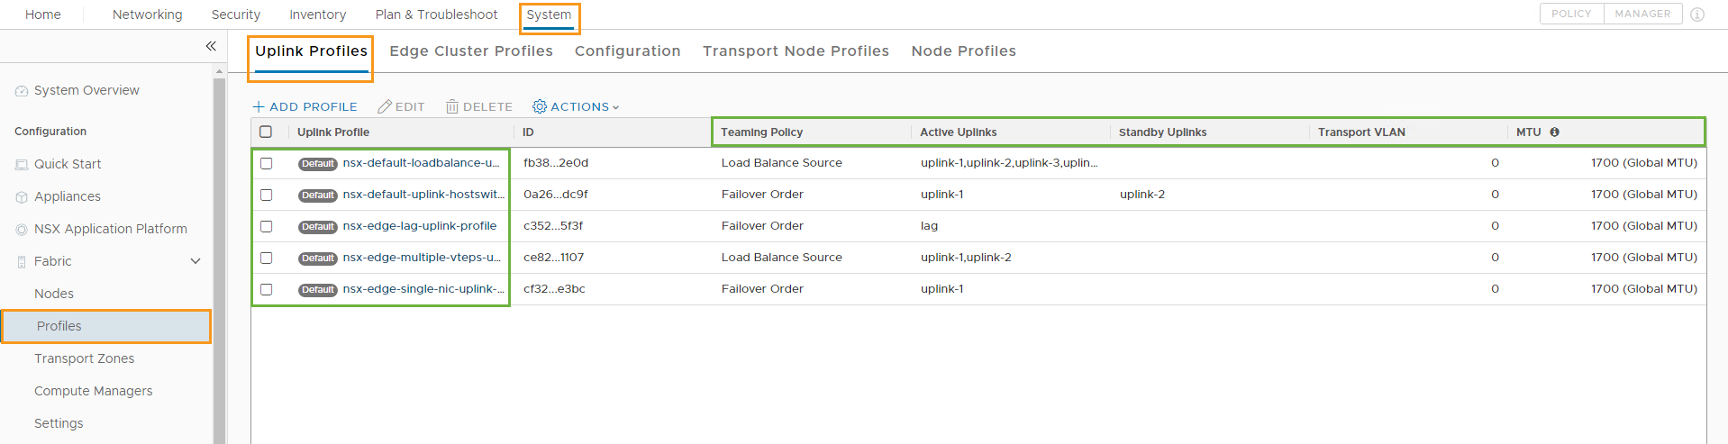 Home Networking Security Inventory Plan & Troubleshoot System POLICY MANAGER
«
Uplink Profiles Edge Cluster Profiles Configuration Transport Node Profiles Node Profiles
System Overview
Configuration
Quick Start
Appliances
NSX Application Platform
Fabric
Nodes
Profiles
Transport Zones
Compute Managers
Settings
+ ADD PROFILE EDIT DELETE ACTIONS
Uplink Profile ID Teaming Policy Active Uplinks Standby Uplinks Transport VLAN MTU
Default nsx-default-loadbalance-u... fb38...2e0d Load Balance Source uplink-1,uplink-2,uplink-3,uplin... 0 1700 (Global MTU)
Default nsx-default-uplink-hostswit... 0a26...dc9f Failover Order uplink-1 uplink-2 0 1700 (Global MTU)
Default nsx-edge-lag-uplink-profile c352...5f3f Failover Order lag 0 1700 (Global MTU)
Default nsx-edge-multiple-vteps-u... ce82...1107 Load Balance Source uplink-1,uplink-2 0 1700 (Global MTU)
Default nsx-edge-single-nic-uplink-... cf32...e3bc Failover Order uplink-1 0 1700 (Global MTU)